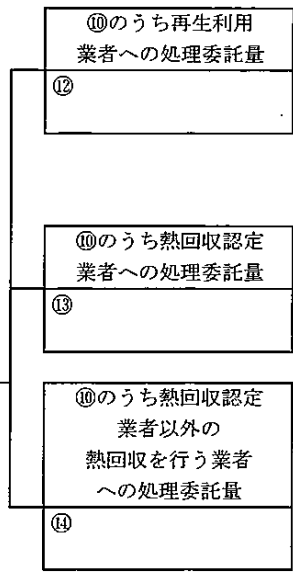 ⑩のうち再生利用
業者への処理委託量
⑫
⑩のうち熱回収認定
業者への処理委託量
⑬
⑩のうち熱回収認定
業者以外の
熱回収を行う業者
への処理委託量
⑭